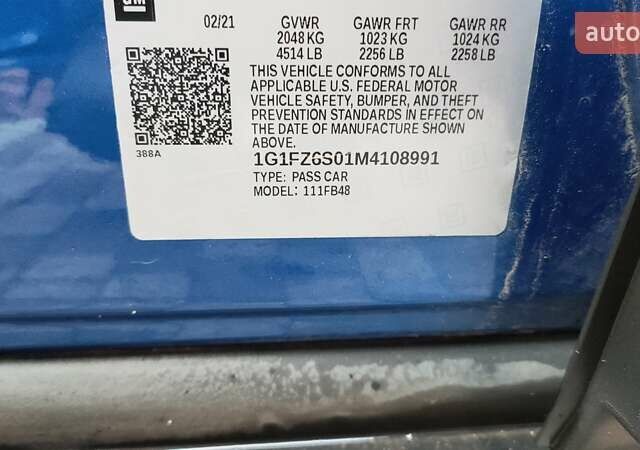 GM
02/21 GVWR GAWR FRT GAWR RR
2048 KG 1023 KG 1024 KG
4514 LB 2256 LB 2258 LB
THIS VEHICLE CONFORMS TO ALL
APPLICABLE U.S. FEDERAL MOTOR
VEHICLE SAFETY, BUMPER, AND THEFT
PREVENTION STANDARDS IN EFFECT ON
THE DATE OF MANUFACTURE SHOWN
ABOVE.
388A
1G1FZ6S01M4108991
TYPE: PASS CAR
MODEL: 111FB48
auto